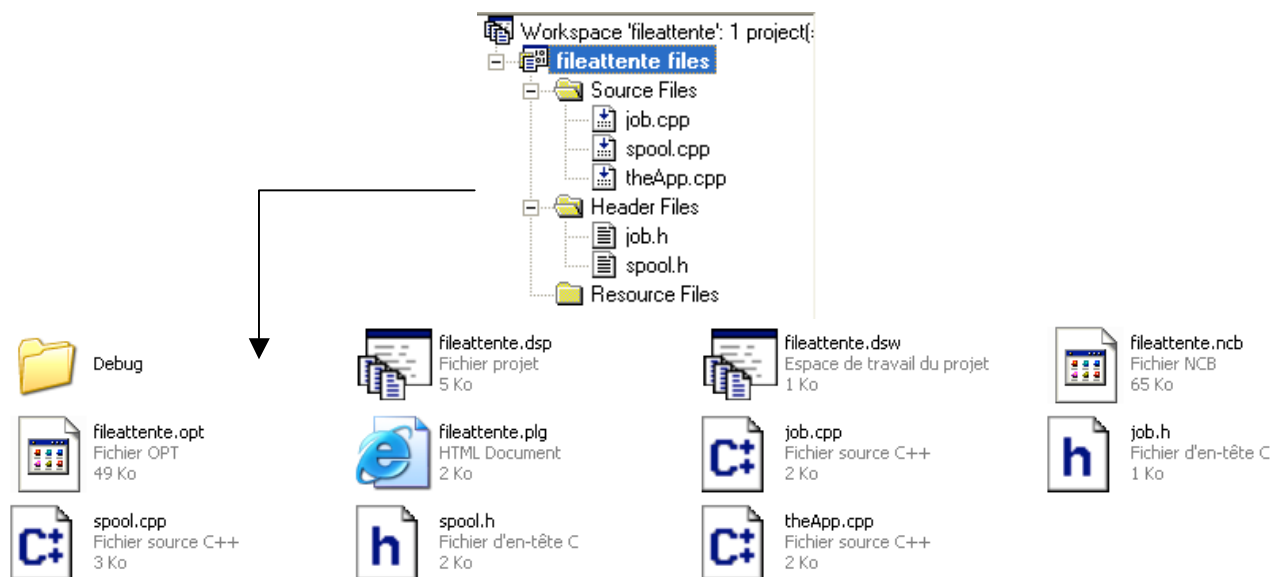 Workspace 'fileattente': 1 project(s
fileattente files
Source Files
job.cpp
spool.cpp
theApp.cpp
Header Files
job.h
spool.h
Resource Files
Debug
fileattente.dsp
Fichier projet
5 Ko
fileattente.dsw
Espace de travail du projet
1 Ko
fileattente.ncb
Fichier NCB
65 Ko
fileattente.opt
Fichier OPT
49 Ko
fileattente.plg
HTML Document
2 Ko
job.cpp
Fichier source C++
2 Ko
job.h
Fichier d'en-tête C
1 Ko
spool.cpp
Fichier source C++
3 Ko
spool.h
Fichier d'en-tête C
2 Ko
theApp.cpp
Fichier source C++
2 Ko